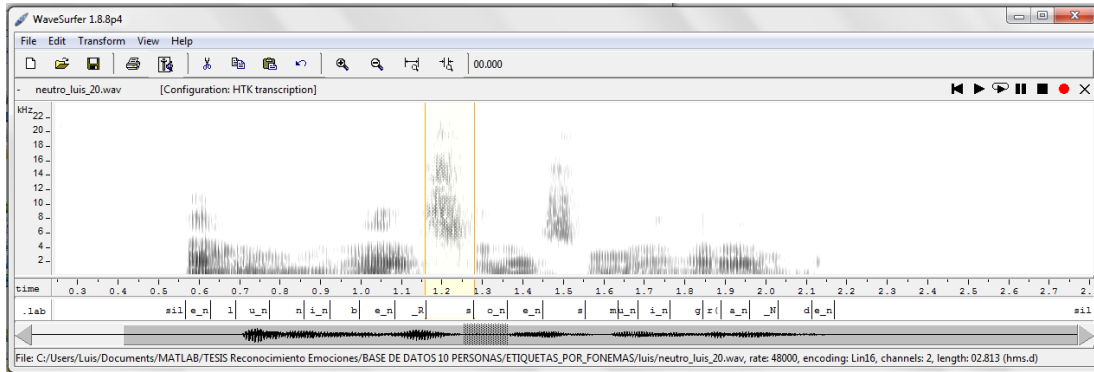 WaveSurfer 1.8.8p4
File Edit Transform View Help
00.000
- neutro_luis_20.wav [Configuration: HTK transcription]
kHz
22
20
18
16
14
12
10
8
6
4
2
time 0.3 0.4 0.5 0.6 0.7 0.8 0.9 1.0 1.1 1.2 1.3 1.4 1.5 1.6 1.7 1.8 1.9 2.0 2.1 2.2 2.3 2.4 2.5 2.6 2.7 2.
.lab sil e_n l u_n n i_n b e_n _R s o_n e_n s m u_n i_n g r( a_n _N d e_n sil
File: C:/Users/Luis/Documents/MATLAB/TESIS Reconocimiento Emociones/BASE DE DATOS 10 PERSONAS/ETIQUETAS_POR_FONEMAS/luis/neutro_luis_20.wav, rate: 48000, encoding: Lin16, channels: 2, length: 02.813 (hms.d)